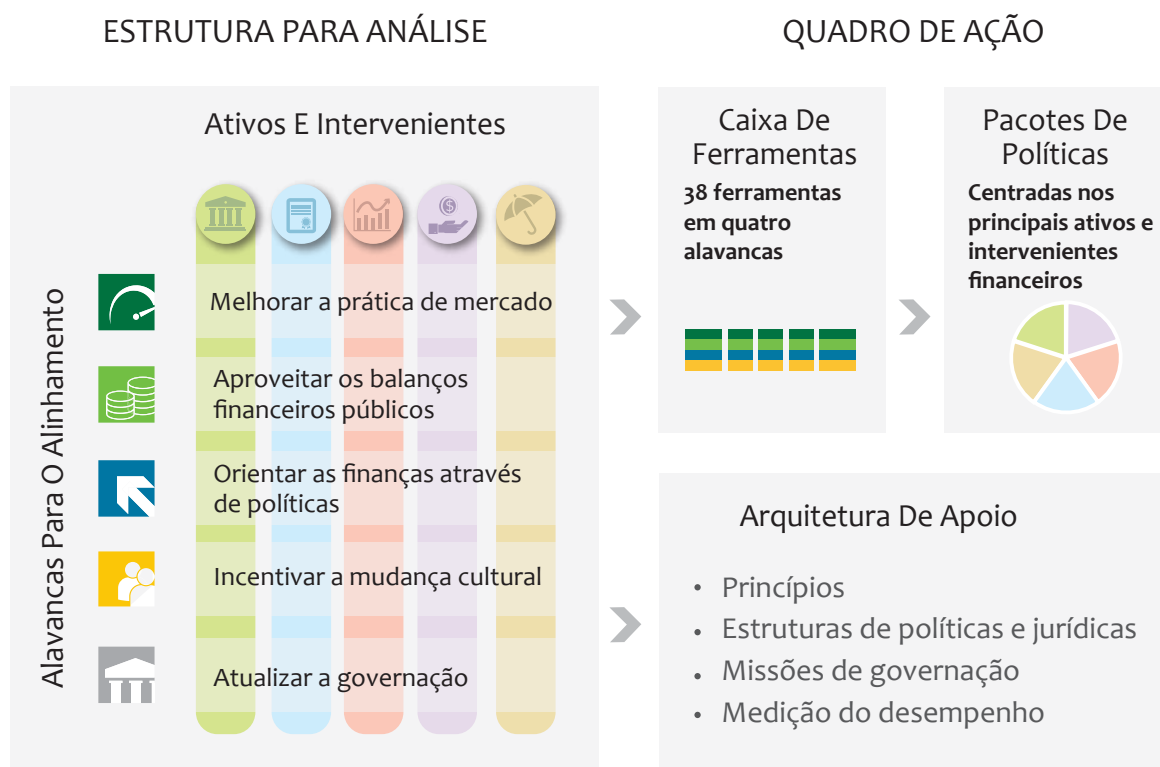 ESTRUTURA PARA ANÁLISE
QUADRO DE AÇÃO
Ativos E Intervenientes
Alavancas Para O Alinhamento
Melhorar a prática de mercado
Aproveitar os balanços
financeiros públicos
Orientar as finanças através
de políticas
Incentivar a mudança cultural
Atualizar a governação
Caixa De
Ferramentas
38 ferramentas
em quatro
alavancas
Pacotes De
Políticas
Centradas nos
principais ativos e
intervenientes
financeiros
Arquitetura De Apoio
• Princípios
• Estruturas de políticas e jurídicas
• Missões de governação
• Medição do desempenho